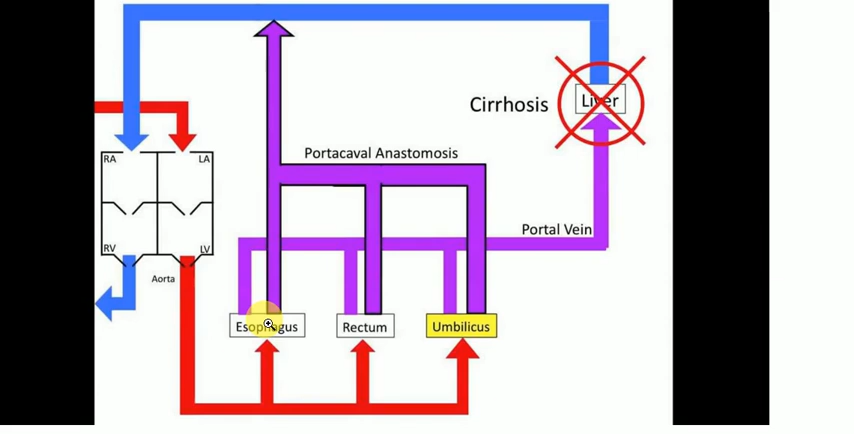 Cirrhosis
Liver
Portacaval Anastomosis
RA
LA
Portal Vein
RV
LV
Aorta
Esophagus
Rectum
Umbilicus